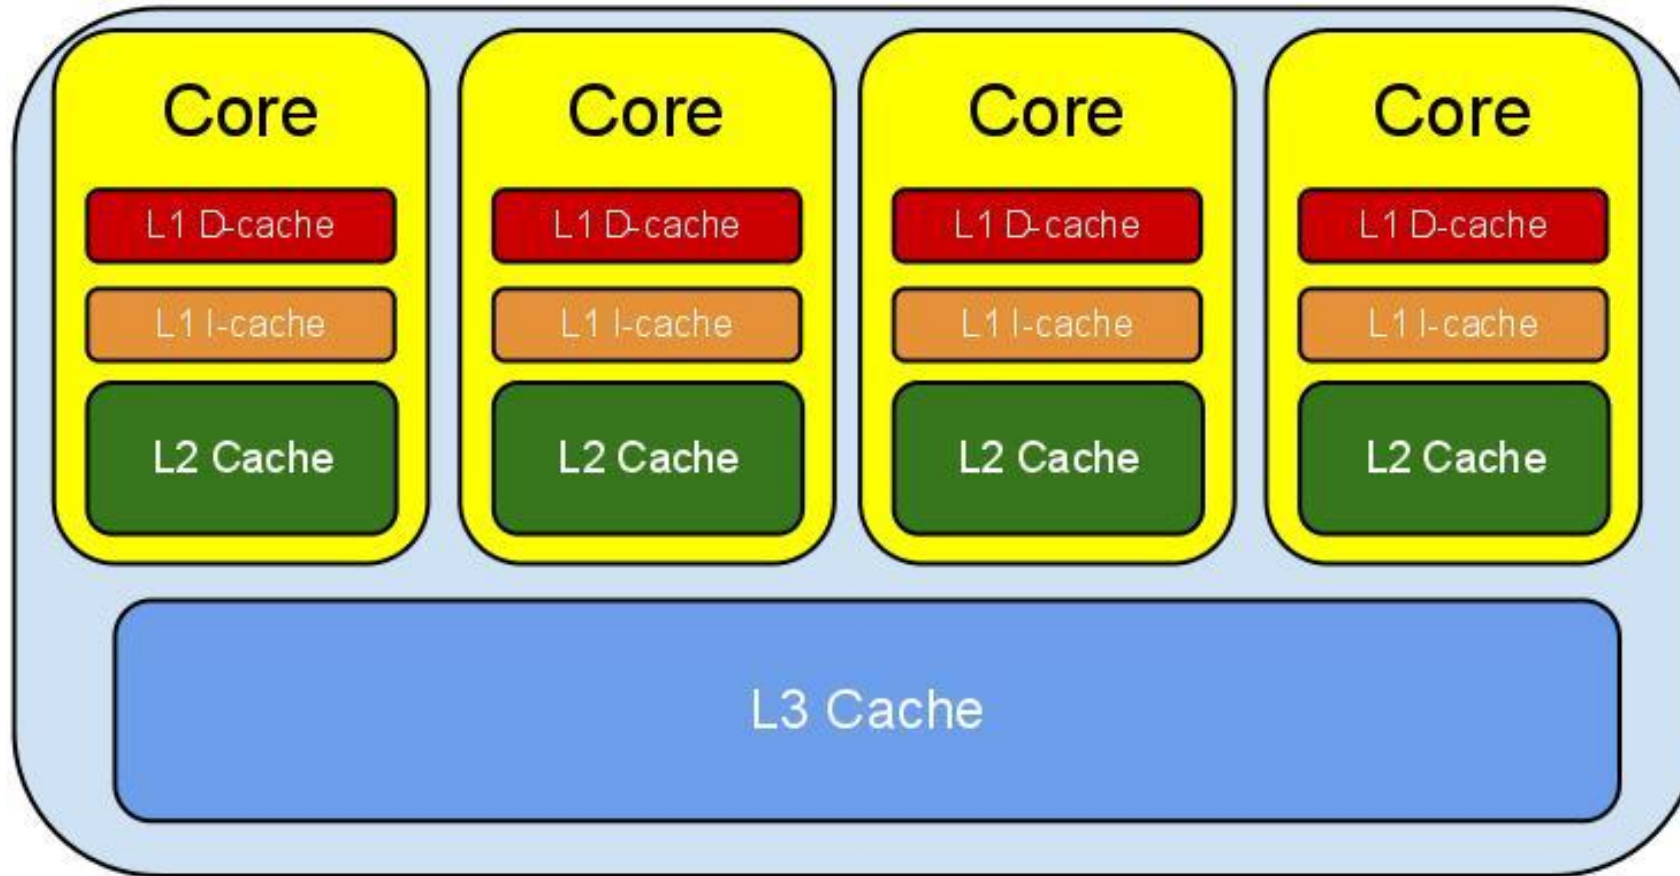 Core Core Core Core
L1 D-cache L1 D-cache L1 D-cache L1 D-cache
L1 I-cache L1 I-cache L1 I-cache L1 I-cache
L2 Cache L2 Cache L2 Cache L2 Cache
L3 Cache